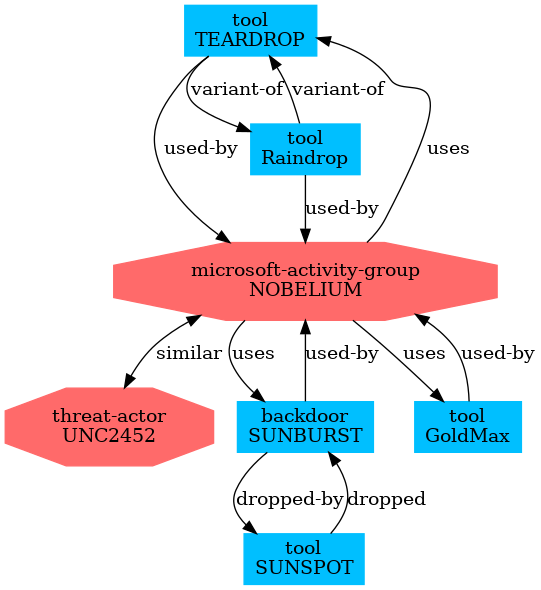 tool
TEARDROP
variant-of
variant-of
used-by
tool
Raindrop
uses
used-by
microsoft-activity-group
NOBELIUM
similar
uses
used-by
uses
used-by
threat-actor
UNC2452
backdoor
SUNBURST
tool
GoldMax
dropped-by
dropped
tool
SUNSPOT